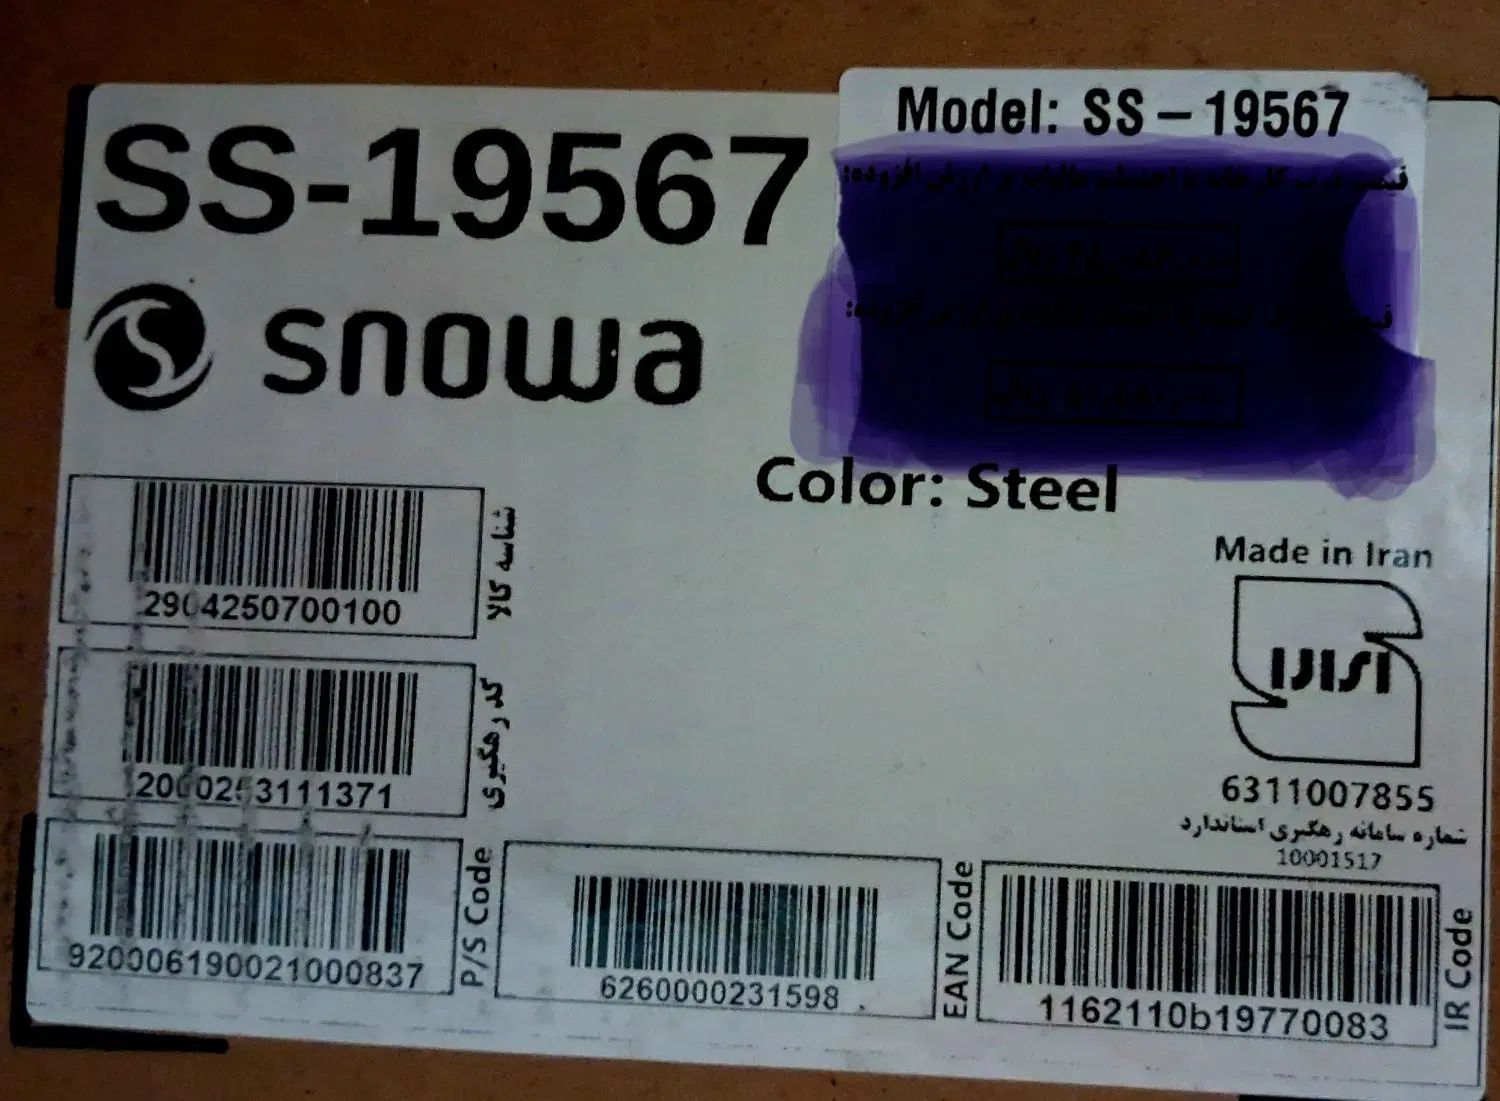 SS-19567
snowa
Model: SS – 19567
Color: Steel
Made in Iran
6311007855
شماره سامانه رهگیری استاندارد
10001517
شناسه کالا
2904250700100
کد رهگیری
3111371
P/S Code
920006190021000837
EAN Code
6260000231598
IR Code
1162110b19770083